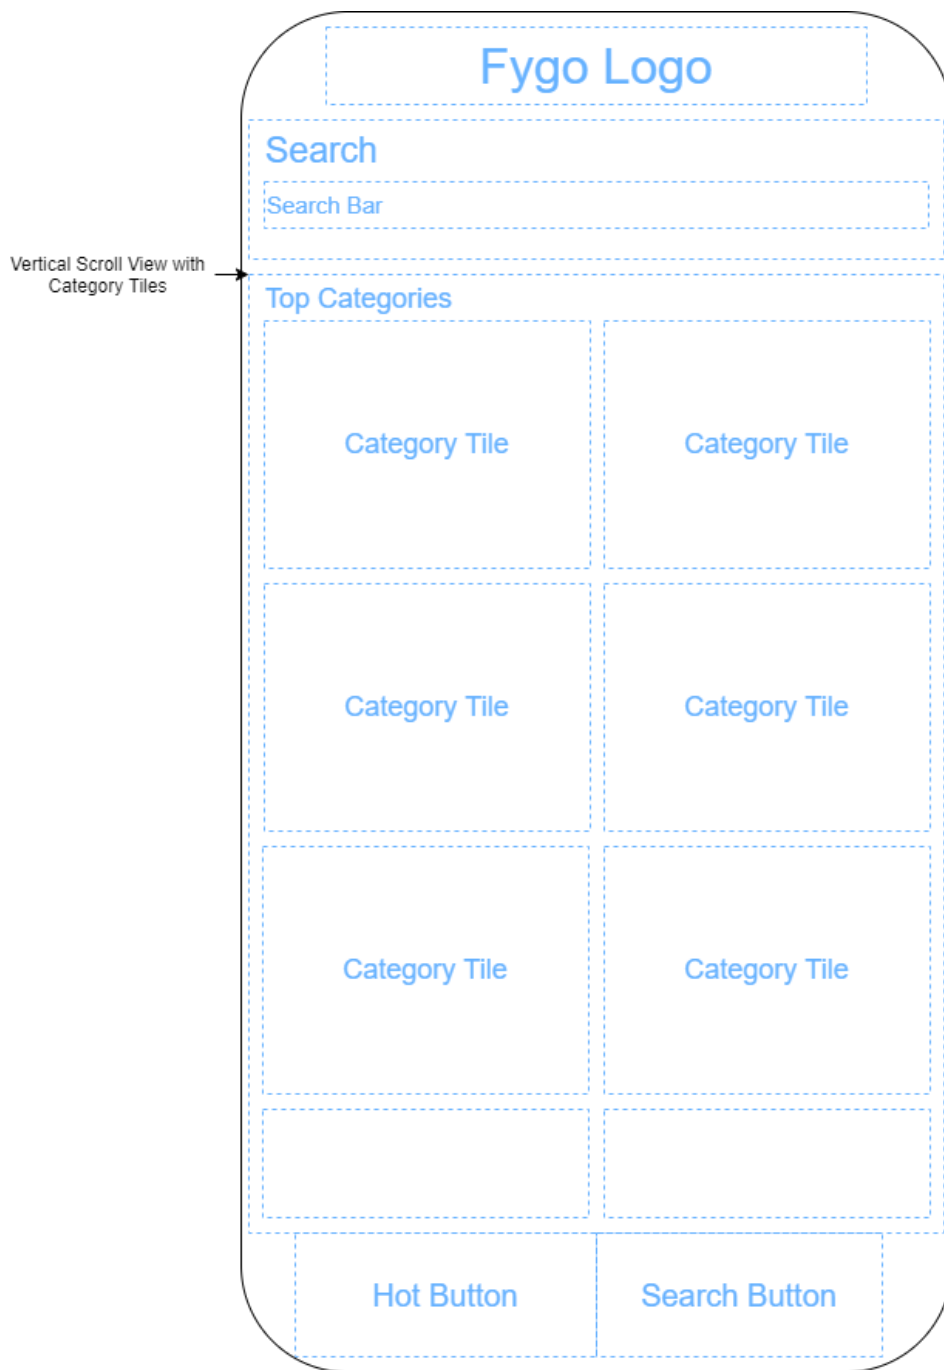 Fygo Logo
Search
Search Bar
Vertical Scroll View with
Category Tiles
Top Categories
Category Tile
Category Tile
Category Tile
Category Tile
Category Tile
Category Tile
Hot Button
Search Button